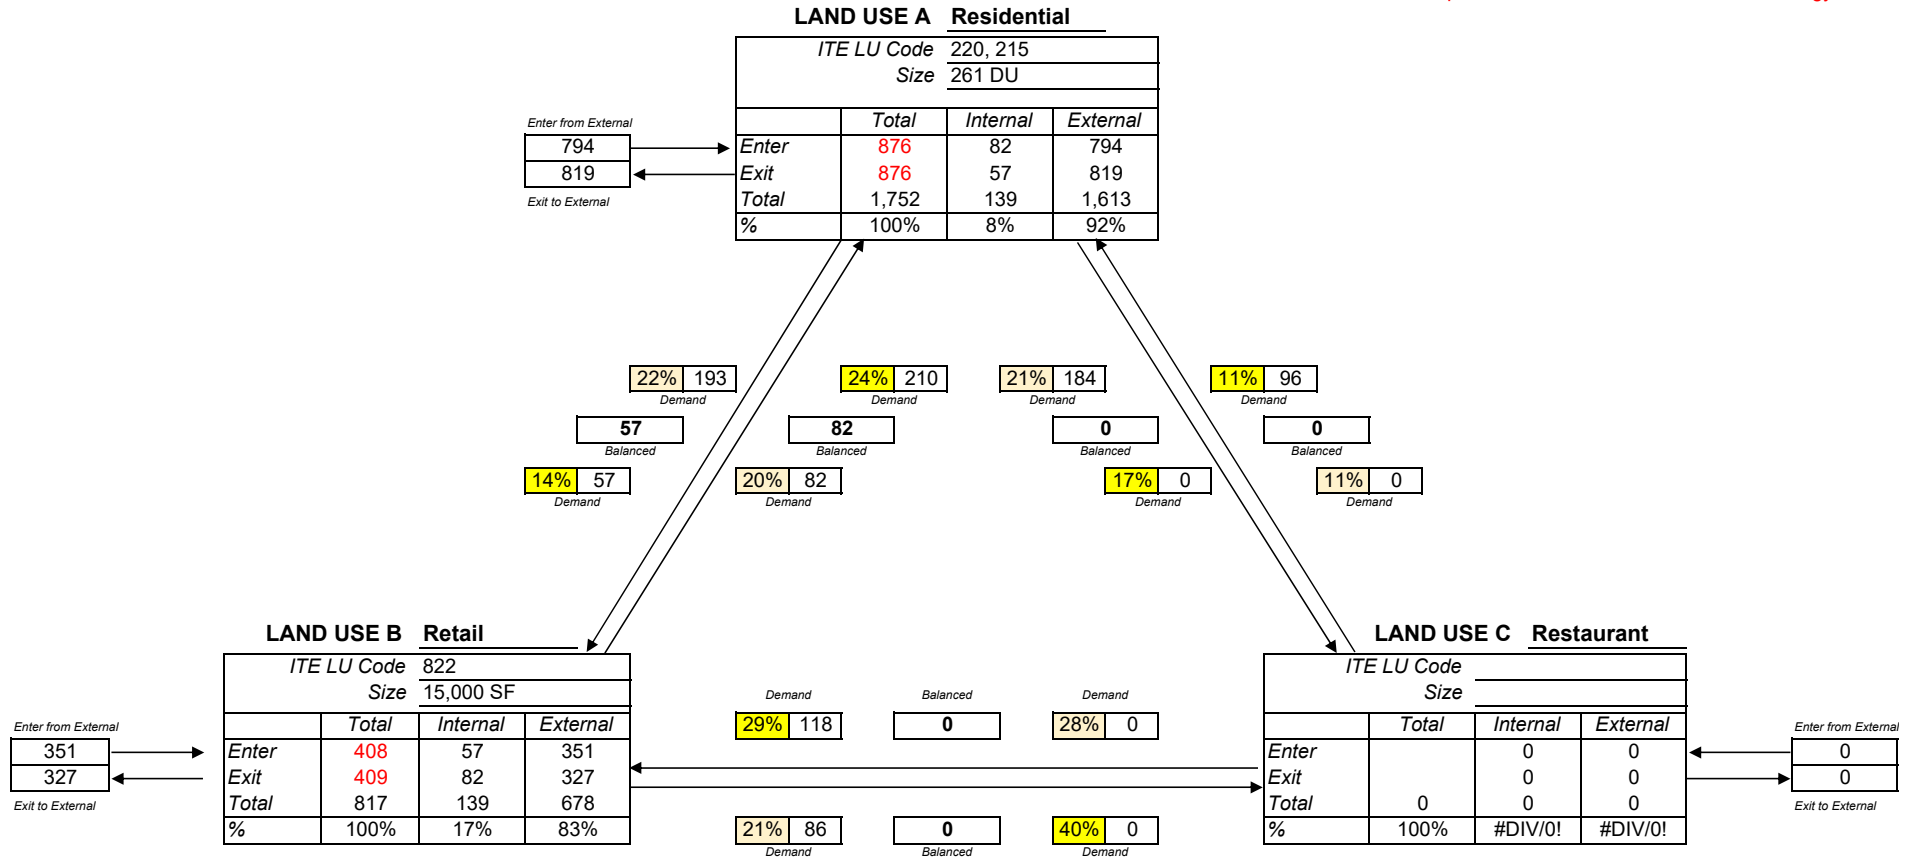 LAND USE A Residential
ITE LU Code 220, 215
Size 261 DU
Total Internal External
Enter from External
794 Enter 876 82 794
819 Exit 876 57 819
Exit to External
Total 1,752 139 1,613
% 100% 8% 92%
22% 193 24% 210 21% 184 11% 96
Demand Demand Demand Demand
57 82 0 0
Balanced Balanced Balanced Balanced
14% 57 20% 82 17% 0 11% 0
Demand Demand Demand Demand
LAND USE B Retail
ITE LU Code 822
Size 15,000 SF
Total Internal External
Enter from External
351 Enter 408 57 351
327 Exit 409 82 327
Exit to External
Total 817 139 678
% 100% 17% 83%
Demand Balanced Demand
29% 118 0 28% 0
21% 86 0 40% 0
Demand Balanced Demand
LAND USE C Restaurant
ITE LU Code
Size
Total Internal External
Enter from External
Enter 0 0 0
Exit 0 0 0
Exit to External
Total 0 0 0
% 100% #DIV/0! #DIV/0!